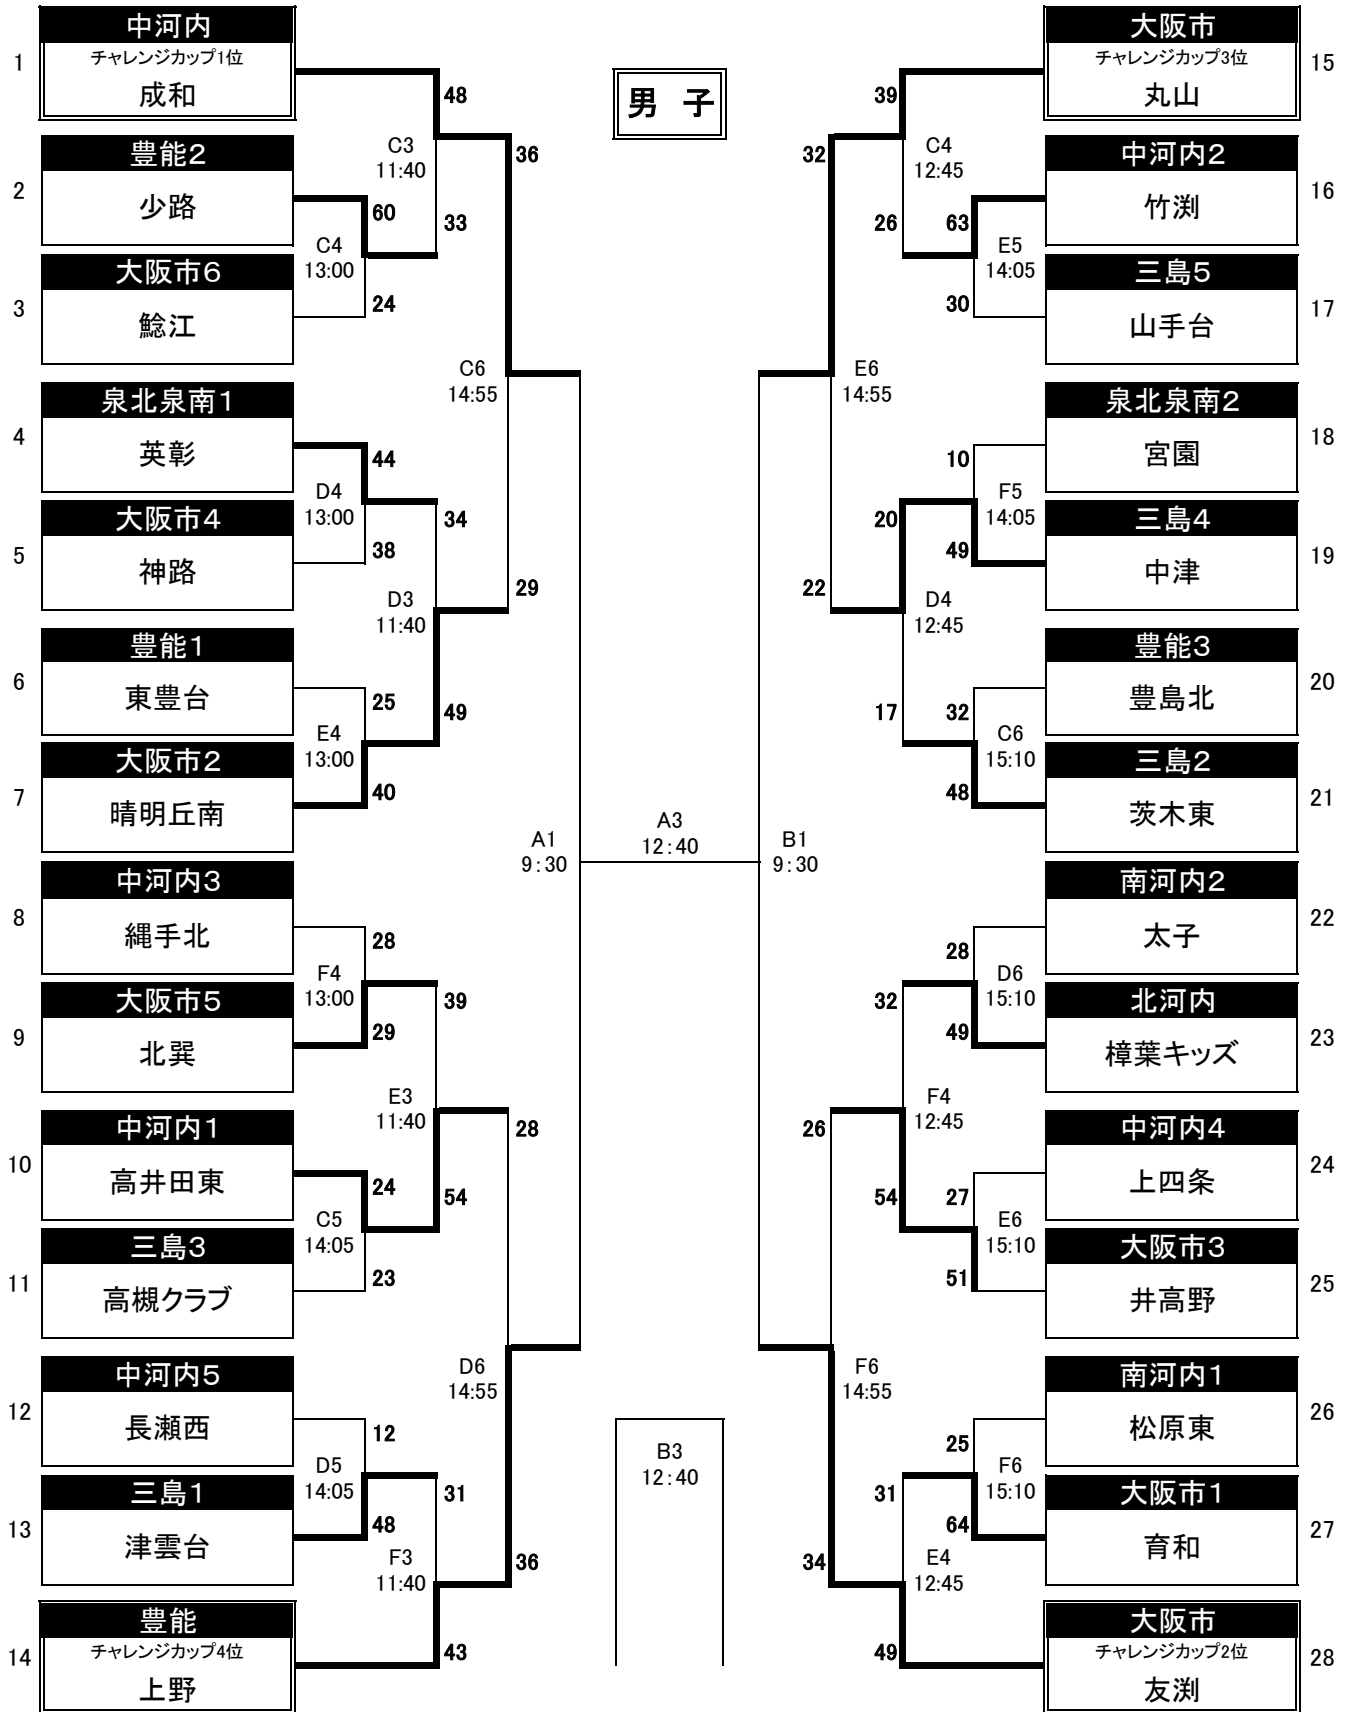 男 子
1
中河内
チャレンジカップ1位
成和
48
C3
11:40
36
2
豊能2
少路
60
33
C4
13:00
3
大阪市6
鯰江
24
C6
14:55
4
泉北泉南1
英彰
44
D4
13:00
34
5
大阪市4
神路
38
29
D3
11:40
6
豊能1
東豊台
25
49
E4
13:00
7
大阪市2
晴明丘南
40
A1
9:30
8
中河内3
縄手北
28
F4
13:00
39
9
大阪市5
北巽
29
E3
11:40
28
10
中河内1
高井田東
24
54
C5
14:05
11
三島3
高槻クラブ
23
D6
14:55
12
中河内5
長瀬西
12
D5
14:05
31
13
三島1
津雲台
48
F3
11:40
36
14
豊能
チャレンジカップ4位
上野
43
A3
12:40
B3
12:40
大阪市
チャレンジカップ3位
丸山
15
39
32
C4
12:45
中河内2
竹渕
16
26
63
E5
14:05
三島5
山手台
17
30
E6
14:55
泉北泉南2
宮園
18
10
F5
14:05
20
三島4
中津
19
49
22
D4
12:45
豊能3
豊島北
20
17
32
C6
15:10
三島2
茨木東
21
48
B1
9:30
南河内2
太子
22
28
D6
15:10
32
北河内
樟葉キッズ
23
49
F4
12:45
26
中河内4
上四条
24
54
27
E6
15:10
大阪市3
井高野
25
51
F6
14:55
南河内1
松原東
26
25
F6
15:10
31
大阪市1
育和
27
64
E4
12:45
34
大阪市
チャレンジカップ2位
友渕
28
49